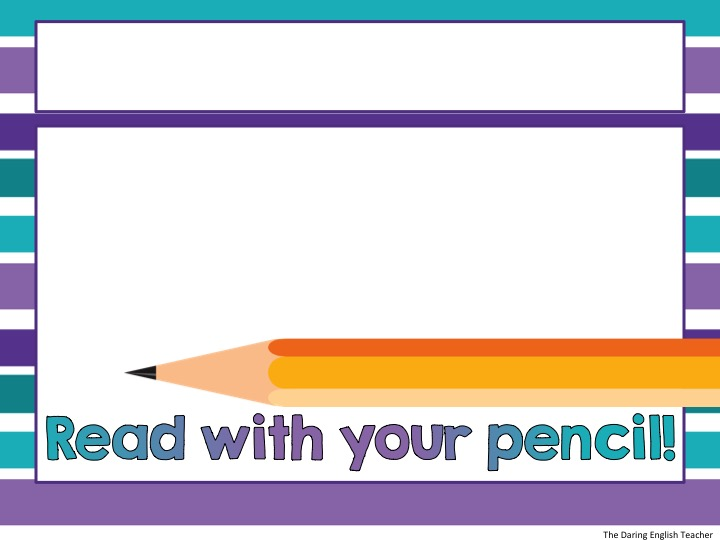 Read with your pencil!
The Daring English Teacher